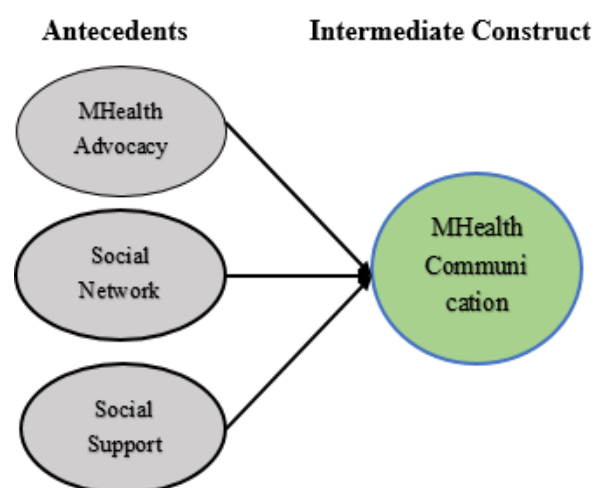 Antecedents
Intermediate Construct
MHealth
Advocacy
Social
Network
Social
Support
MHealth
Communi
cation